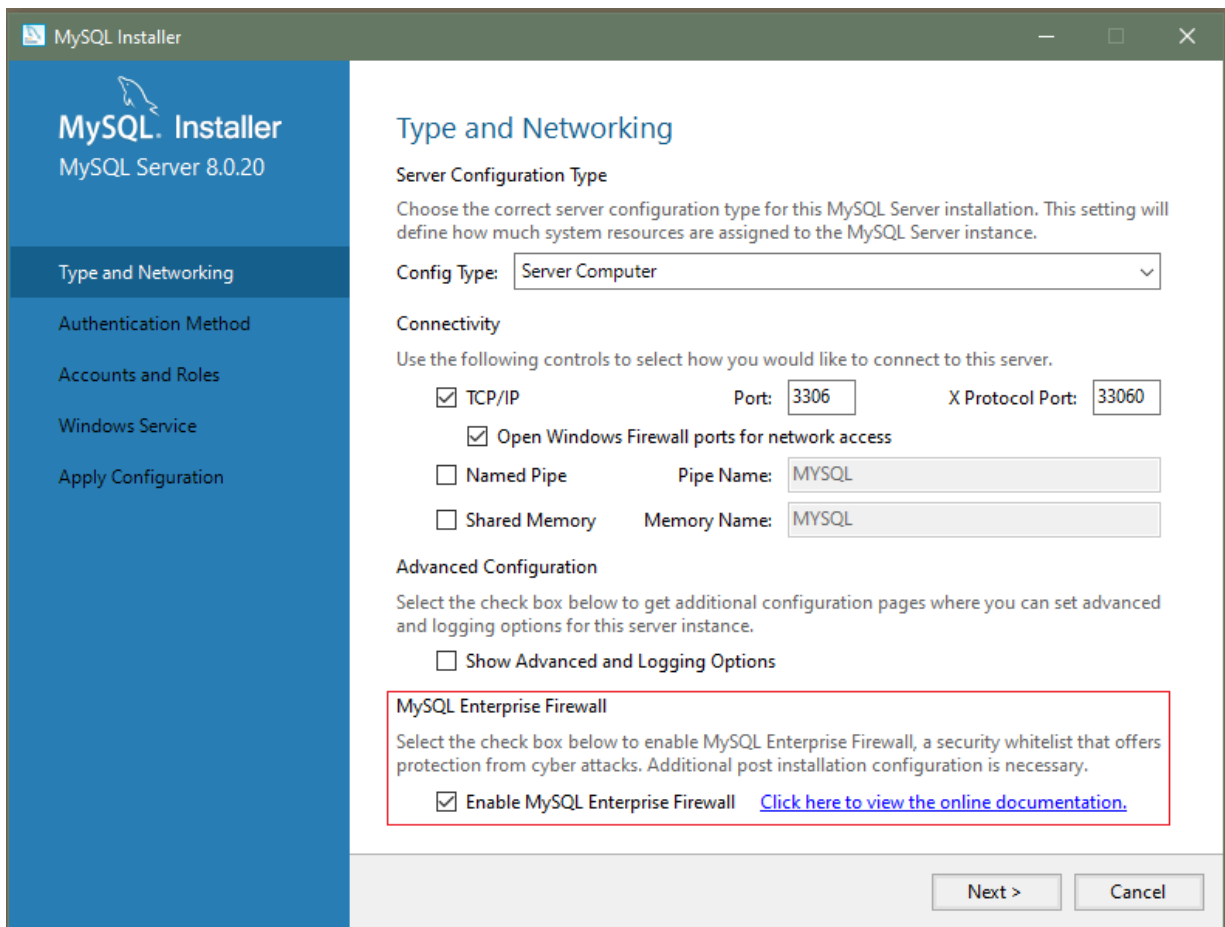 MySQL Installer
MySQL. Installer
MySQL Server 8.0.20
Type and Networking
Authentication Method
Accounts and Roles
Windows Service
Apply Configuration
Type and Networking
Server Configuration Type
Choose the correct server configuration type for this MySQL Server installation. This setting will
define how much system resources are assigned to the MySQL Server instance.
Config Type: Server Computer
Connectivity
Use the following controls to select how you would like to connect to this server.
TCP/IP Port: 3306 X Protocol Port: 33060
Open Windows Firewall ports for network access
Named Pipe Pipe Name: MYSQL
Shared Memory Memory Name: MYSQL
Advanced Configuration
Select the check box below to get additional configuration pages where you can set advanced
and logging options for this server instance.
Show Advanced and Logging Options
MySQL Enterprise Firewall
Select the check box below to enable MySQL Enterprise Firewall, a security whitelist that offers
protection from cyber attacks. Additional post installation configuration is necessary.
Enable MySQL Enterprise Firewall Click here to view the online documentation.
Next > Cancel